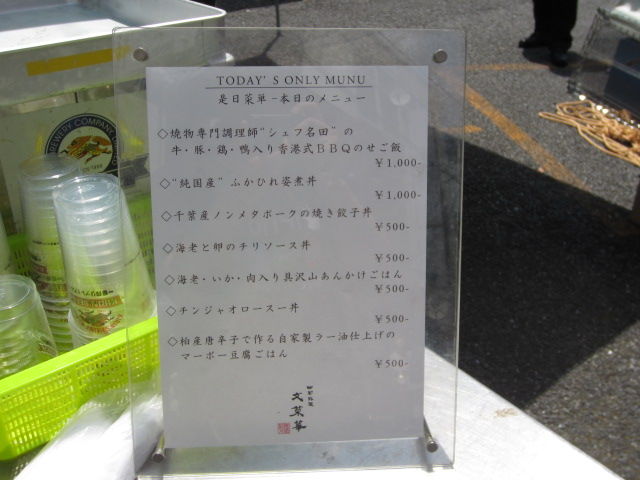 TODAY' S ONLY MUNU
是日菜単-本日のメニュー
◇焼物専門調理師“シェフ名田”の
牛・豚・鶏・鴨入り香港式ＢＢＱのせご飯
￥1,000-
◇“純国産”ふかひれ姿煮丼
￥1,000-
◇千葉産ノンメタポークの焼き餃子丼
￥500-
◇海老と卵のチリソース丼
￥500-
◇海老・いか・肉入り具沢山あんかけごはん
￥500-
◇チンジャオロースー丼
￥500-
◇柏産唐辛子で作る自家製ラー油仕上げの
マーボー豆腐ごはん
￥500-
文菜華
BREWERY COMPANY